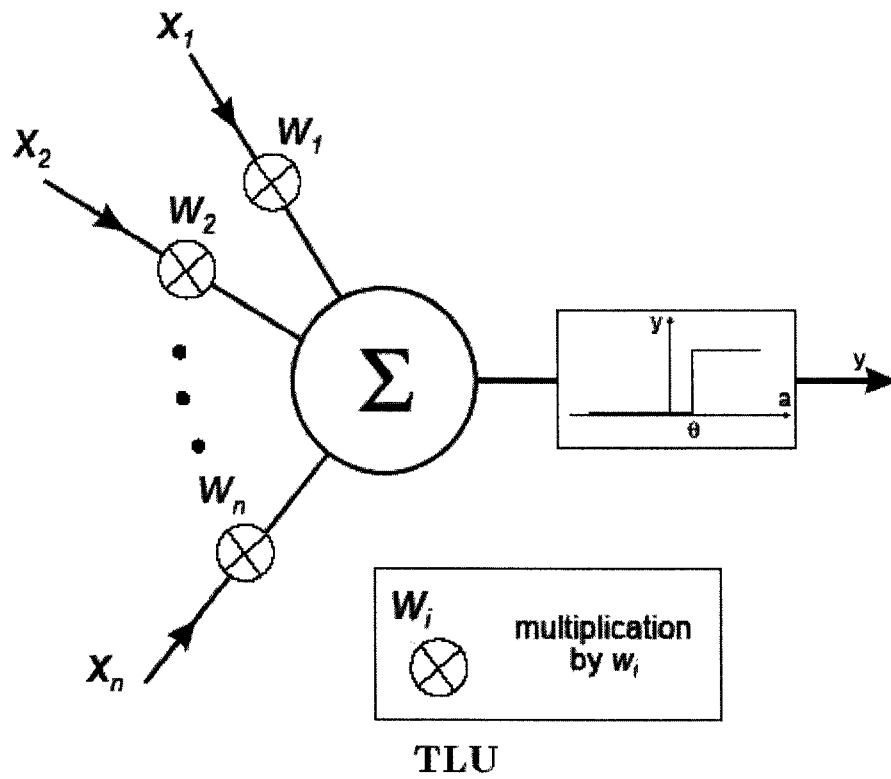 X1
W1
X2
W2
Σ
y
a
θ
y
Wn
Xn
Wi
multiplication
by wi
TLU